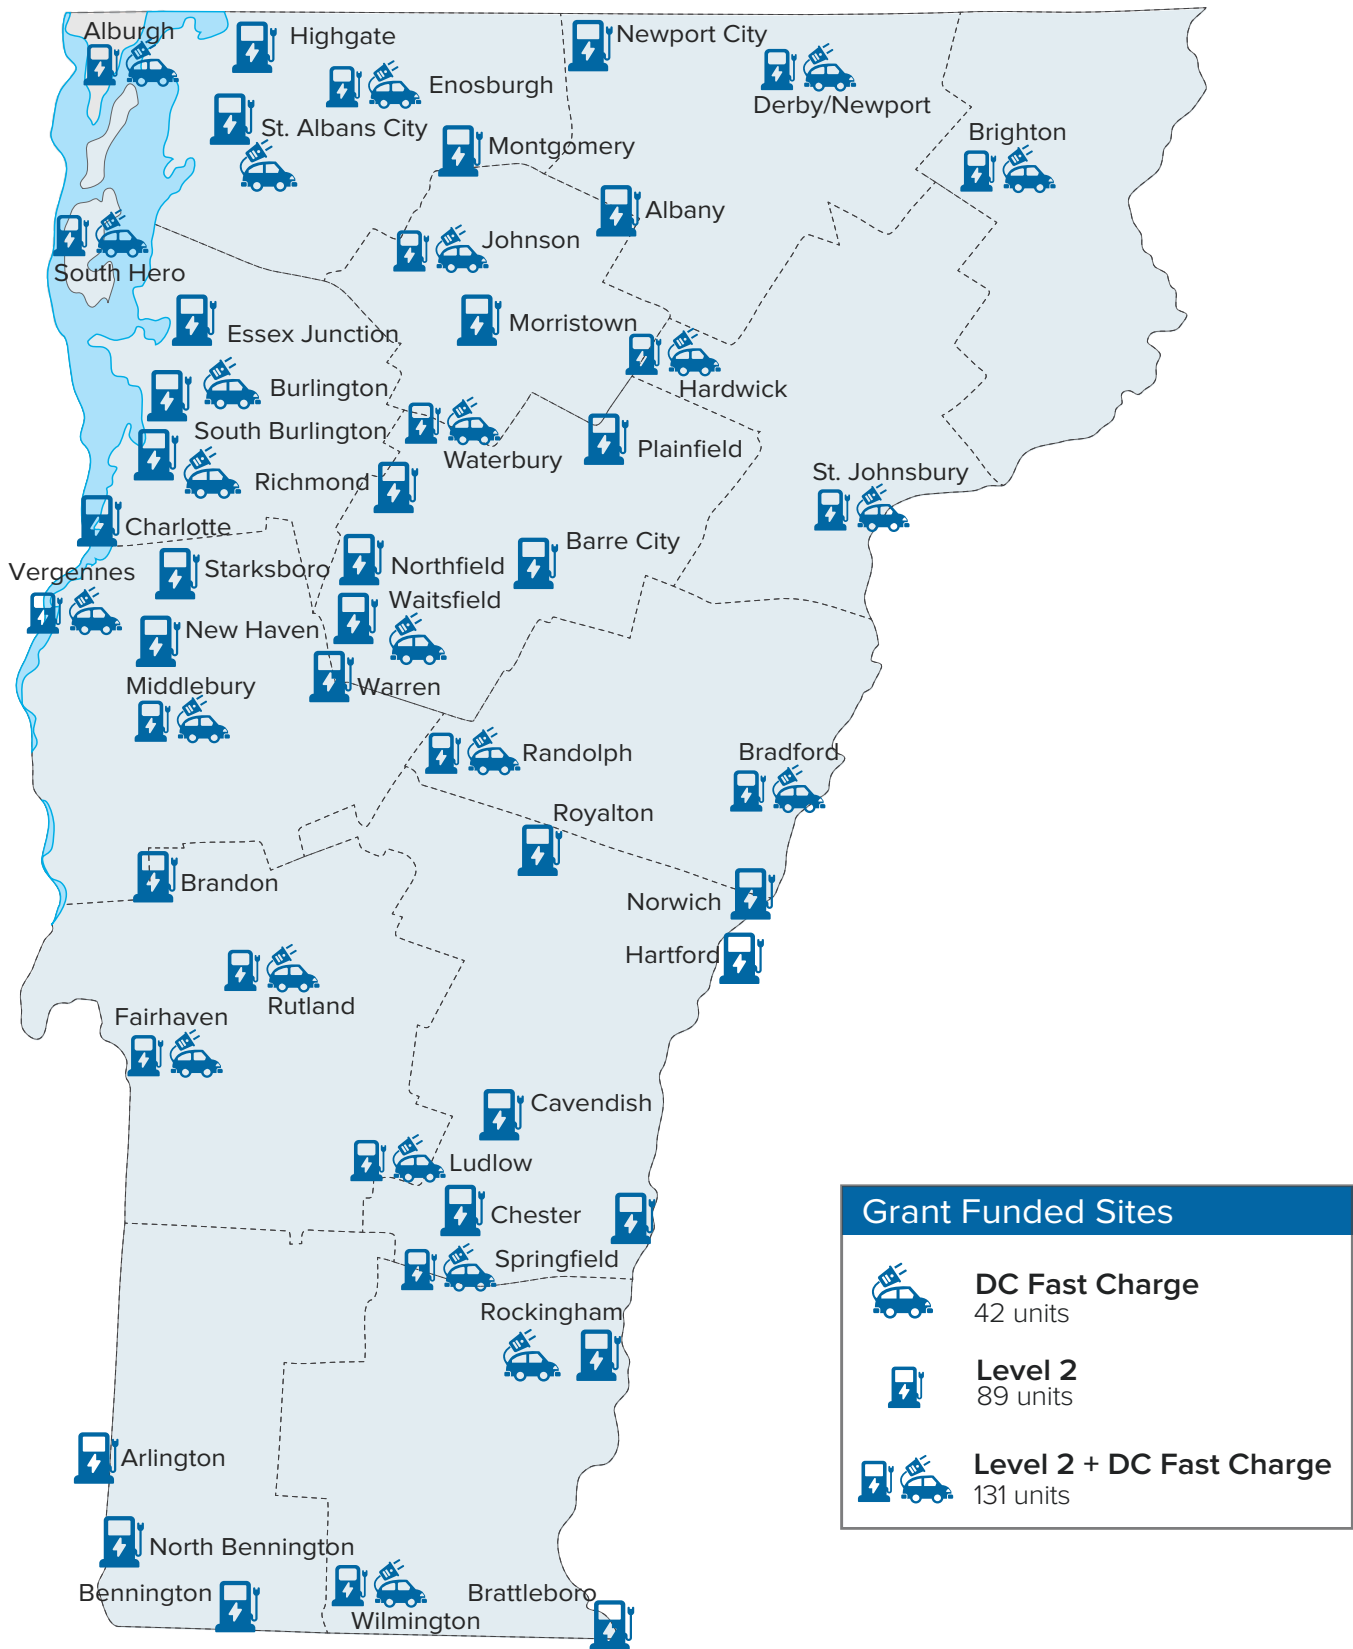 Alburgh
Highgate
Newport City
Enosburgh
Derby/Newport
St. Albans City
Montgomery
Brighton
Albany
Johnson
South Hero
Essex Junction
Morristown
Hardwick
Burlington
South Burlington
Waterbury
Plainfield
Richmond
St. Johnsbury
Charlotte
Barre City
Vergennes
Starksboro
Northfield
Waitsfield
New Haven
Middlebury
Warren
Randolph
Bradford
Royalton
Brandon
Norwich
Hartford
Rutland
Fairhaven
Cavendish
Ludlow
Chester
Springfield
Rockingham
Arlington
North Bennington
Bennington
Wilmington
Brattleboro
Grant Funded Sites
DC Fast Charge
42 units
Level 2
89 units
Level 2 + DC Fast Charge
131 units